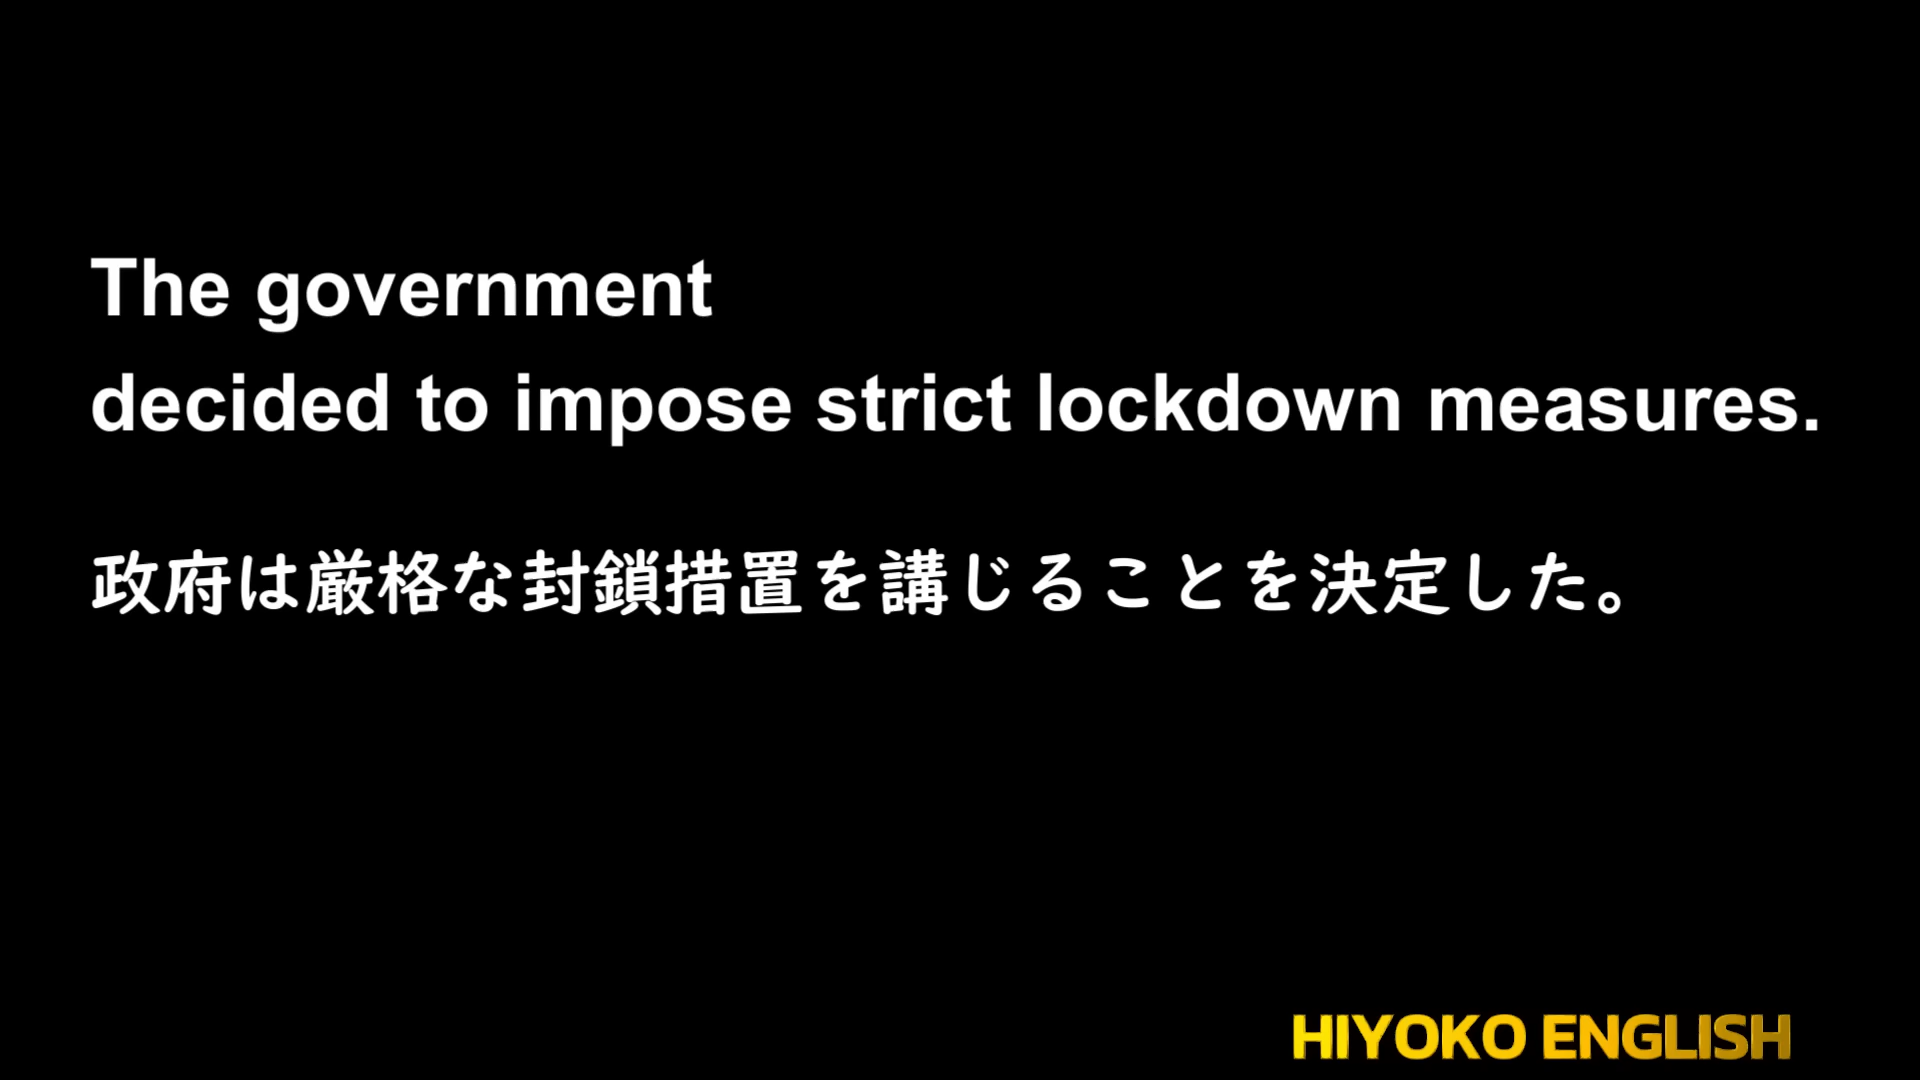 The government
decided to impose strict lockdown measures.
政府は厳格な封鎖措置を講じることを決定した。
HIYOKO ENGLISH